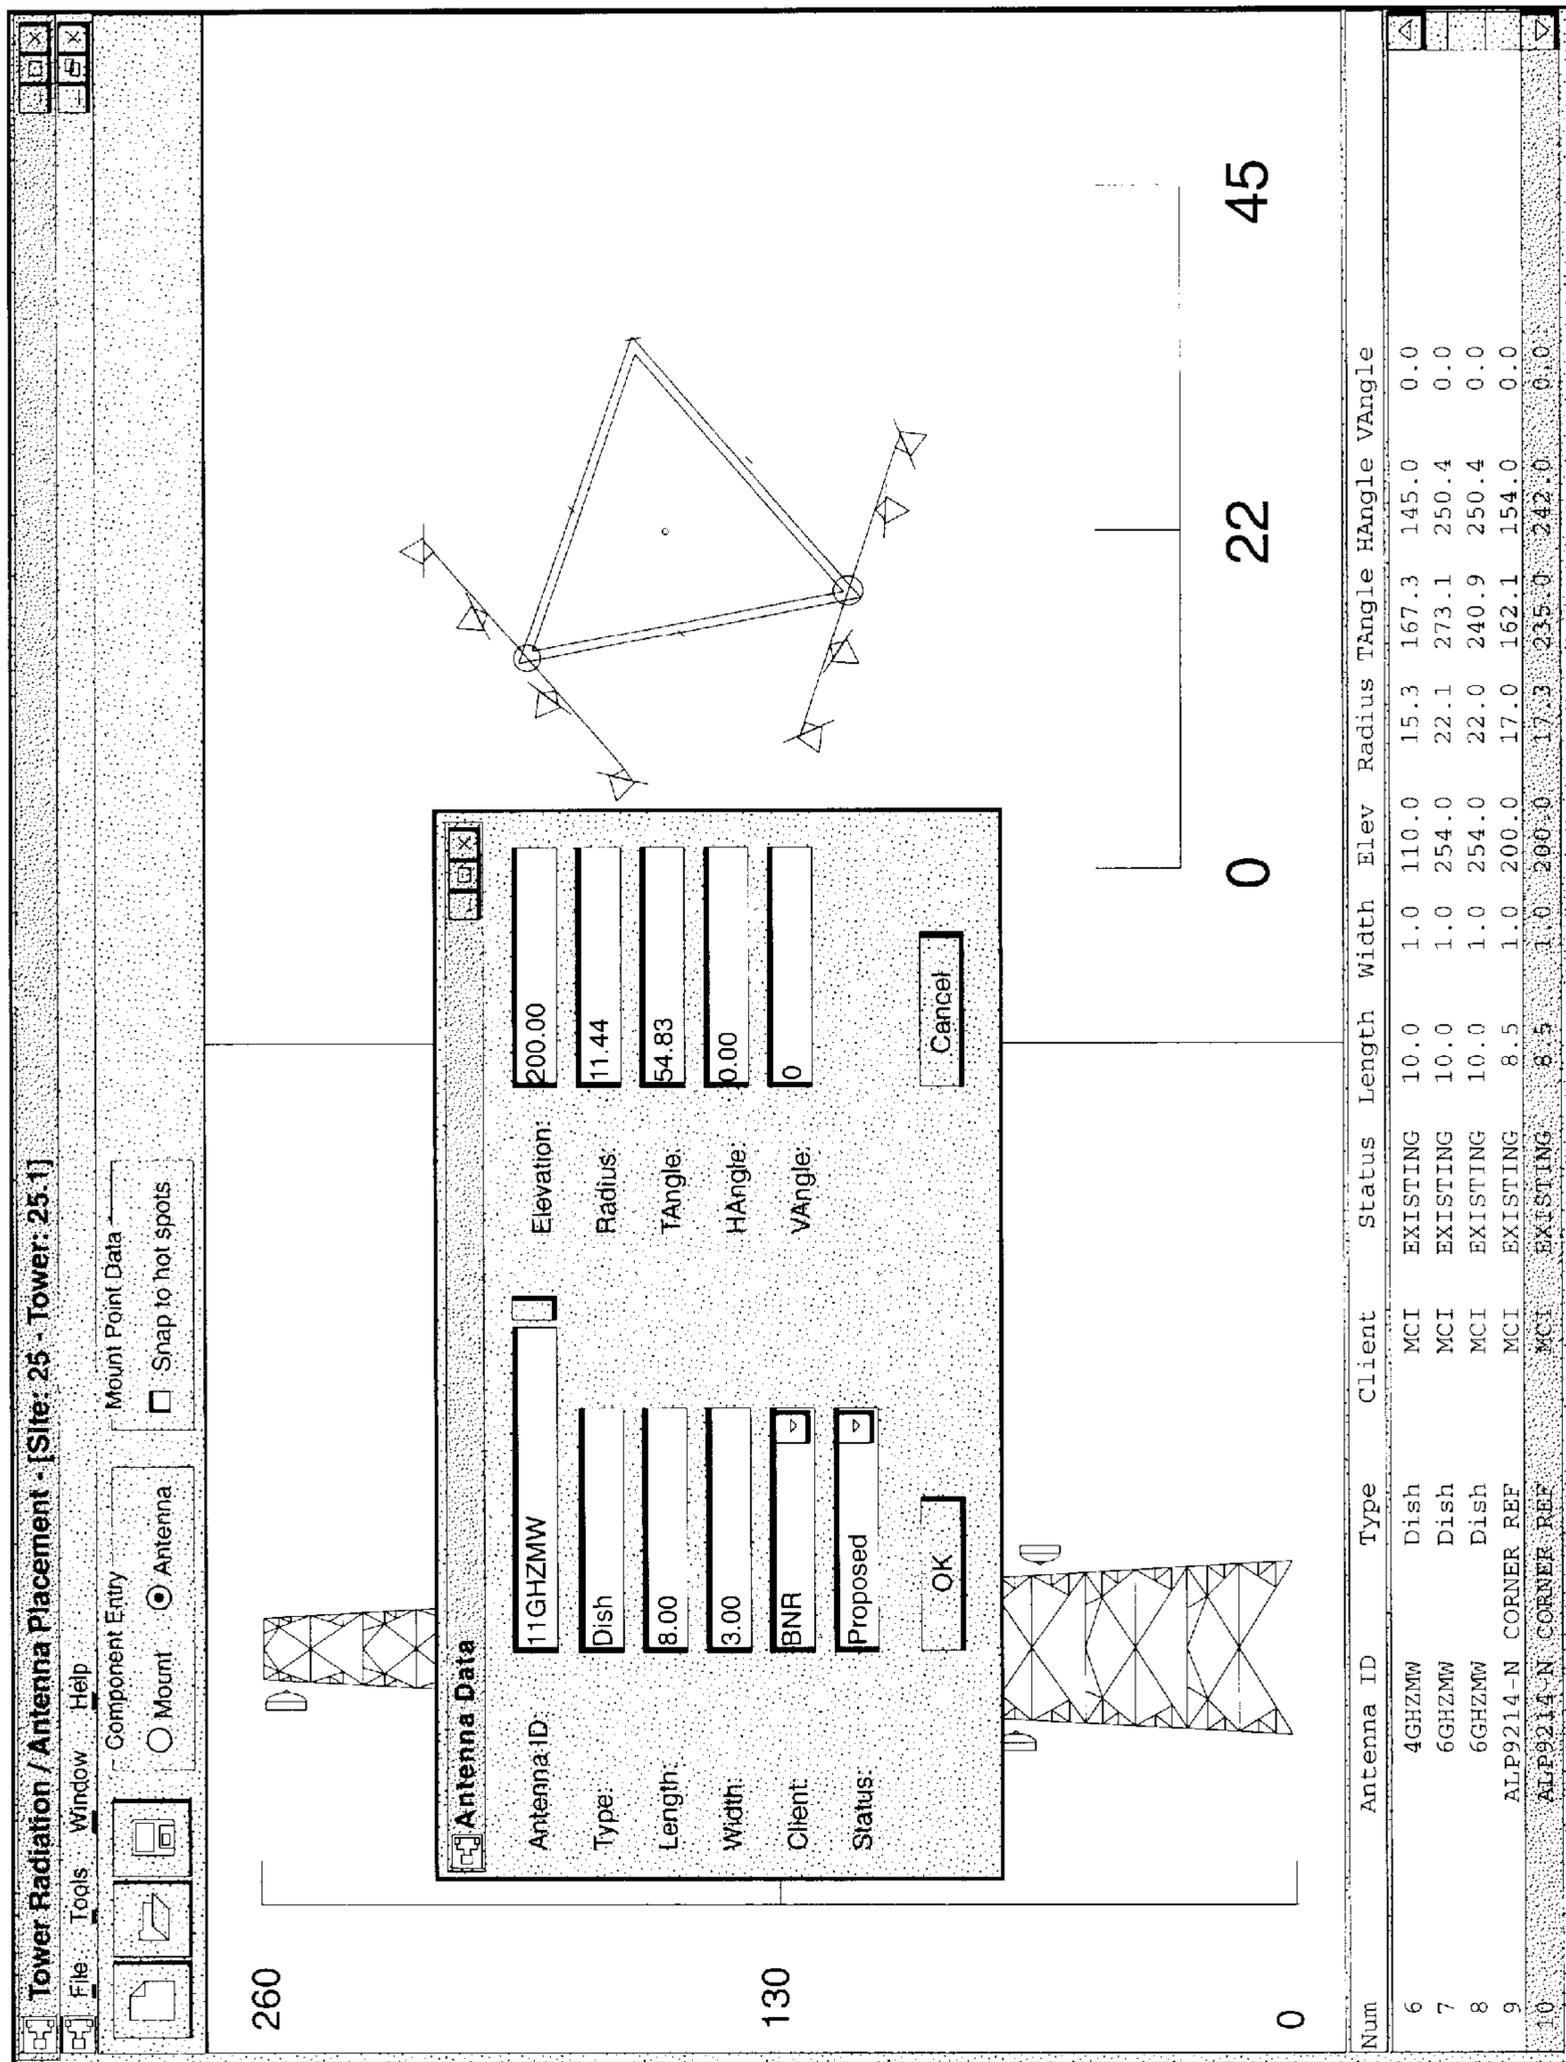 Tower Radiation / Antenna Placement - [Site: 25 - Tower: 25.1]
File Tools Window Help
Component Entry
Mount Antenna
Mount Point Data
Snap to hot spots
260
130
0
Antenna Data
Antenna ID: 11GHZMW
Type: Dish
Length: 8.00
Width: 3.00
Client: BNR
Status: Proposed
Elevation: 200.00
Radius: 11.44
TAngle: 54.83
HAngle: 0.00
VAngle: 0
OK Cancel
0 22 45
Num Antenna ID Type Client Status Length Width Elev Radius TAngle HAngle VAngle
6 4GHZMW Dish MCI EXISTING 10.0 1.0 110.0 15.3 167.3 145.0 0.0
7 6GHZMW Dish MCI EXISTING 10.0 1.0 254.0 22.1 273.1 250.4 0.0
8 6GHZMW Dish MCI EXISTING 10.0 1.0 254.0 22.0 240.9 250.4 0.0
9 ALP9214-N CORNER REF MCI EXISTING 8.5 1.0 200.0 17.0 162.1 154.0 0.0
10 ALP9214-N CORNER REF MCI EXISTING 8.5 1.0 200.0 17.3 235.0 242.0 0.0